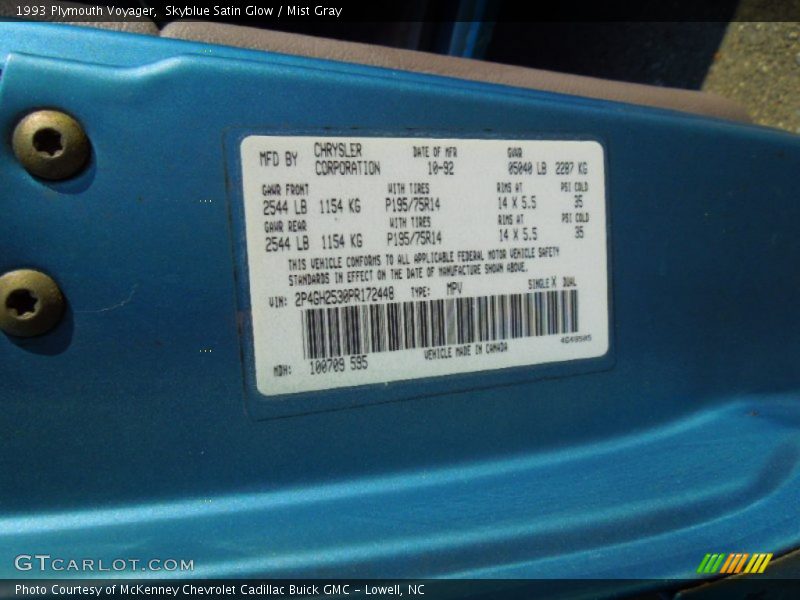 1993 Plymouth Voyager, Skyblue Satin Glow / Mist Gray
MFD BY CHRYSLER CORPORATION DATE OF MFR 10-92 GVWR 05040 LB 2287 KG
GAWR FRONT WITH TIRES RIMS AT PSI COLD
2544 LB 1154 KG P195/75R14 14 X 5.5 35
GAWR REAR WITH TIRES RIMS AT PSI COLD
2544 LB 1154 KG P195/75R14 14 X 5.5 35
THIS VEHICLE CONFORMS TO ALL APPLICABLE FEDERAL MOTOR VEHICLE SAFETY
STANDARDS IN EFFECT ON THE DATE OF MANUFACTURE SHOWN ABOVE.
VIN: 2P4GH2530PR172448 TYPE: MPV SINGLE X DUAL
MDH: 100709 595 VEHICLE MADE IN CANADA 4649505
GTCARLOT.COM
Photo Courtesy of McKenney Chevrolet Cadillac Buick GMC - Lowell, NC